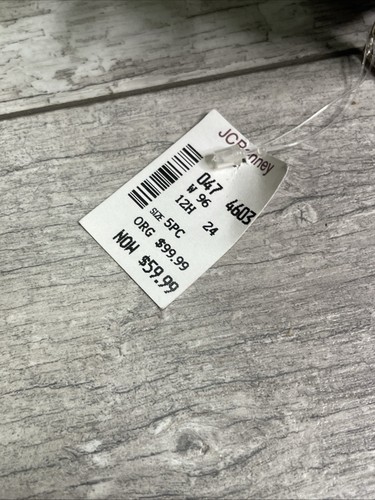 JCPenney
047 4603
W 96
12H 24
SIZE 5PC
ORG $99.99
NOW $59.99